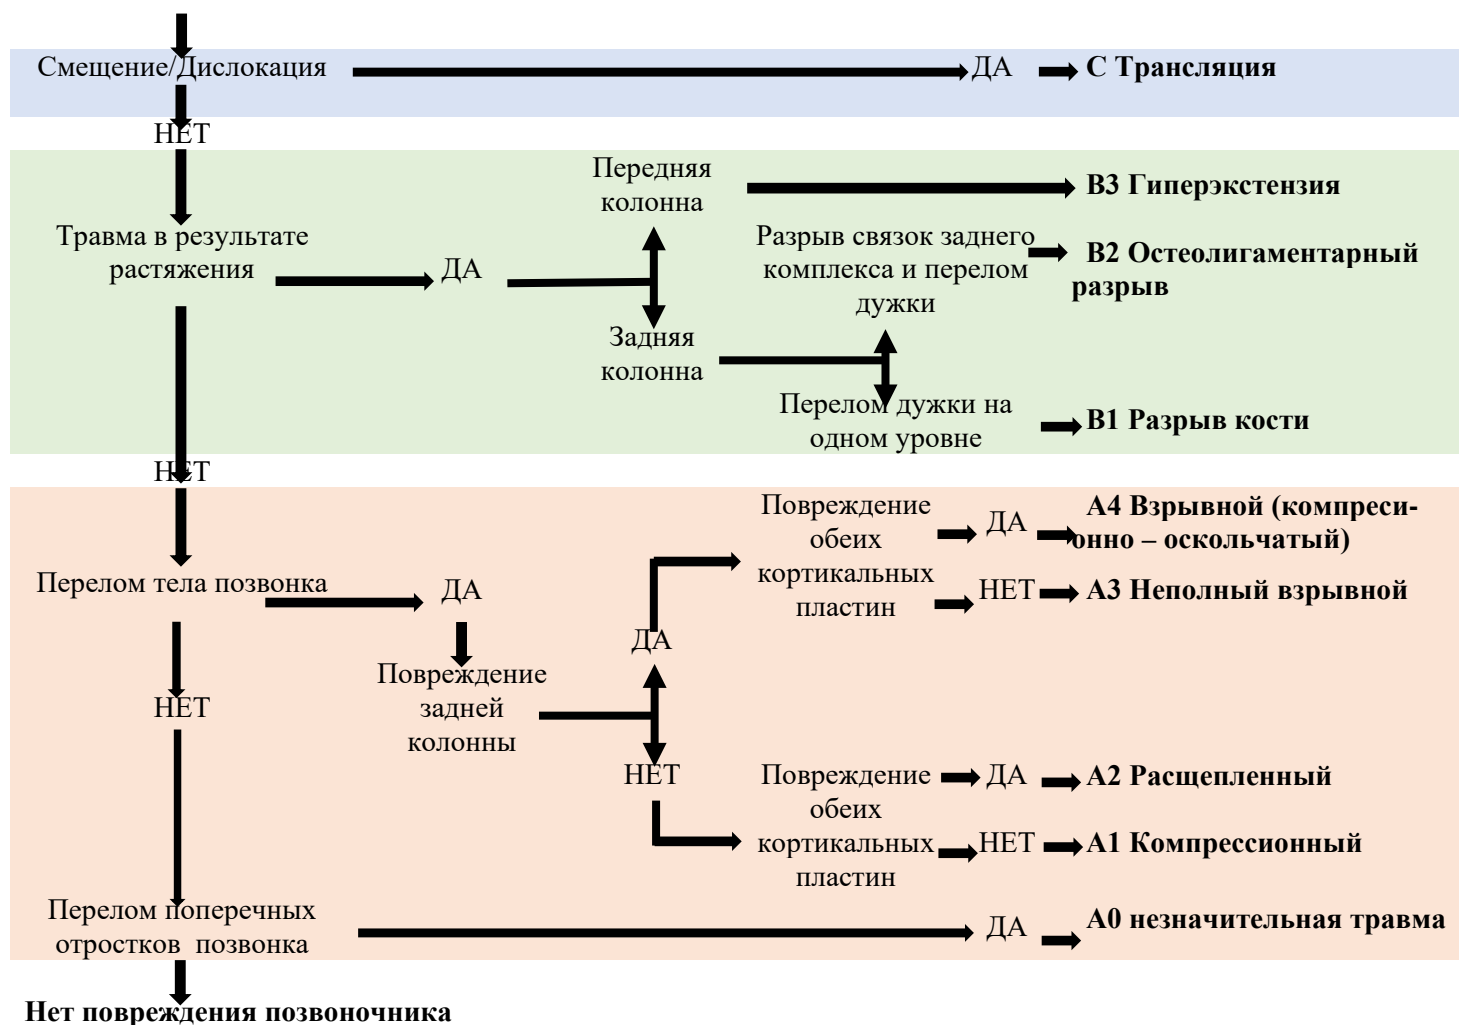 Смещение/Дислокация
ДА
С Трансляция
НЕТ
Травма в результате
растяжения
ДА
Передняя
колонна
В3 Гиперэкстензия
Разрыв связок заднего
комплекса и перелом
дужки
В2 Остеолигаментарный
разрыв
Задняя
колонна
Перелом дужки на
одном уровне
В1 Разрыв кости
НЕТ
Перелом тела позвонка
ДА
Повреждение
задней
колонны
ДА
Повреждение
обеих
кортикальных
пластин
ДА
А4 Взрывной (компреси-
онно – оскольчатый)
НЕТ
А3 Неполный взрывной
НЕТ
Повреждение
обеих
кортикальных
пластин
ДА
А2 Расщепленный
НЕТ
А1 Компрессионный
НЕТ
Перелом поперечных
отростков позвонка
ДА
А0 незначительная травма
Нет повреждения позвоночника